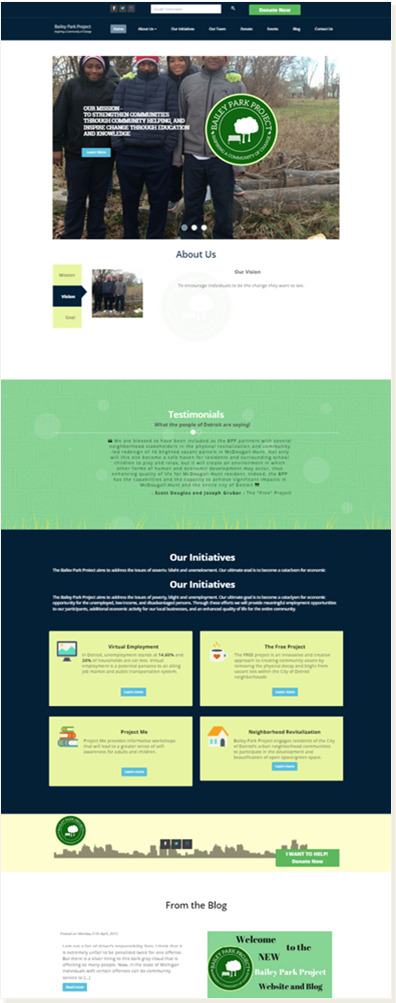 Bailey Park Project
Inspiring a Community of Change
Donate Now
Home
About Us
Our Initiatives
Our Team
Donate
Events
Blog
Contact Us
OUR MISSION -
TO STRENGTHEN COMMUNITIES
THROUGH COMMUNITY HELPING, AND
INSPIRE CHANGE THROUGH EDUCATION
AND KNOWLEDGE
Learn More
BAILEY PARK PROJECT
About Us
Mission
Vision
Goal
Our Vision
To encourage individuals to be the change they want to see.
Testimonials
What the people of Detroit are saying!
❝ We are blessed to have been included as the BPP partners with several
neighborhood stakeholders in the physical revitalization and community
-led redesign of 16 blighted vacant parcels in McDougall-Hunt. Not only
will this site become a safe haven for residents and surrounding school
children to play and relax, but it will create an environment in which
other forms of human and economic development may occur, thus
enhancing quality of life for McDougall-Hunt residents. Indeed, the BPP
has the capabilities and the capacity to achieve significant impacts in
McDougall-Hunt and the entire city of Detroit ❞
- Scott Douglas and Joseph Gruber - The "Free" Project
Our Initiatives
The Bailey Park Project aims to address the issues of poverty, blight and unemployment. Our ultimate goal is to become a cataclysm for economic
Our Initiatives
The Bailey Park Project aims to address the issues of poverty, blight and unemployment. Our ultimate goal is to become a cataclysm for economic
opportunity for the unemployed, low-income, and disadvantaged persons. Through these efforts we will provide meaningful employment opportunities
to our participants, additional economic activity for our local businesses, and an enhanced quality of life for the entire community.
Virtual Employment
In Detroit, unemployment stands at 14.60% and
26% of households are car-less. Virtual
employment is a potential panacea to an ailing
job market and public transportation system.
Learn more
The Free Project
The FREE project is an innovative and creative
approach to creating community values by
removing the physical decay and blight from
vacant lots within the City of Detroit
neighborhoods
Learn more
Project Me
Project Me provides informative workshops
that will lead to a greater sense of self-
awareness for adults and children.
Learn more
Neighborhood Revitalization
Bailey Park Project engages residents of the City
of Detroit's urban neighborhood communities
to participate in the development and
beautification of open space/green space.
Learn more
I WANT TO HELP!
Donate Now
From the Blog
Posted on Monday, 27th April, 2015
I am not a fan of driver's responsibility fees. I think that it
is extremely unfair to be penalized twice for one offense.
But there is a silver lining to this dark gray cloud that is
affecting so many people. Now, in the state of Michigan
individuals with certain offenses can do community
service to [...]
Read more
Welcome
to the
NEW
Bailey Park Project
Website and Blog